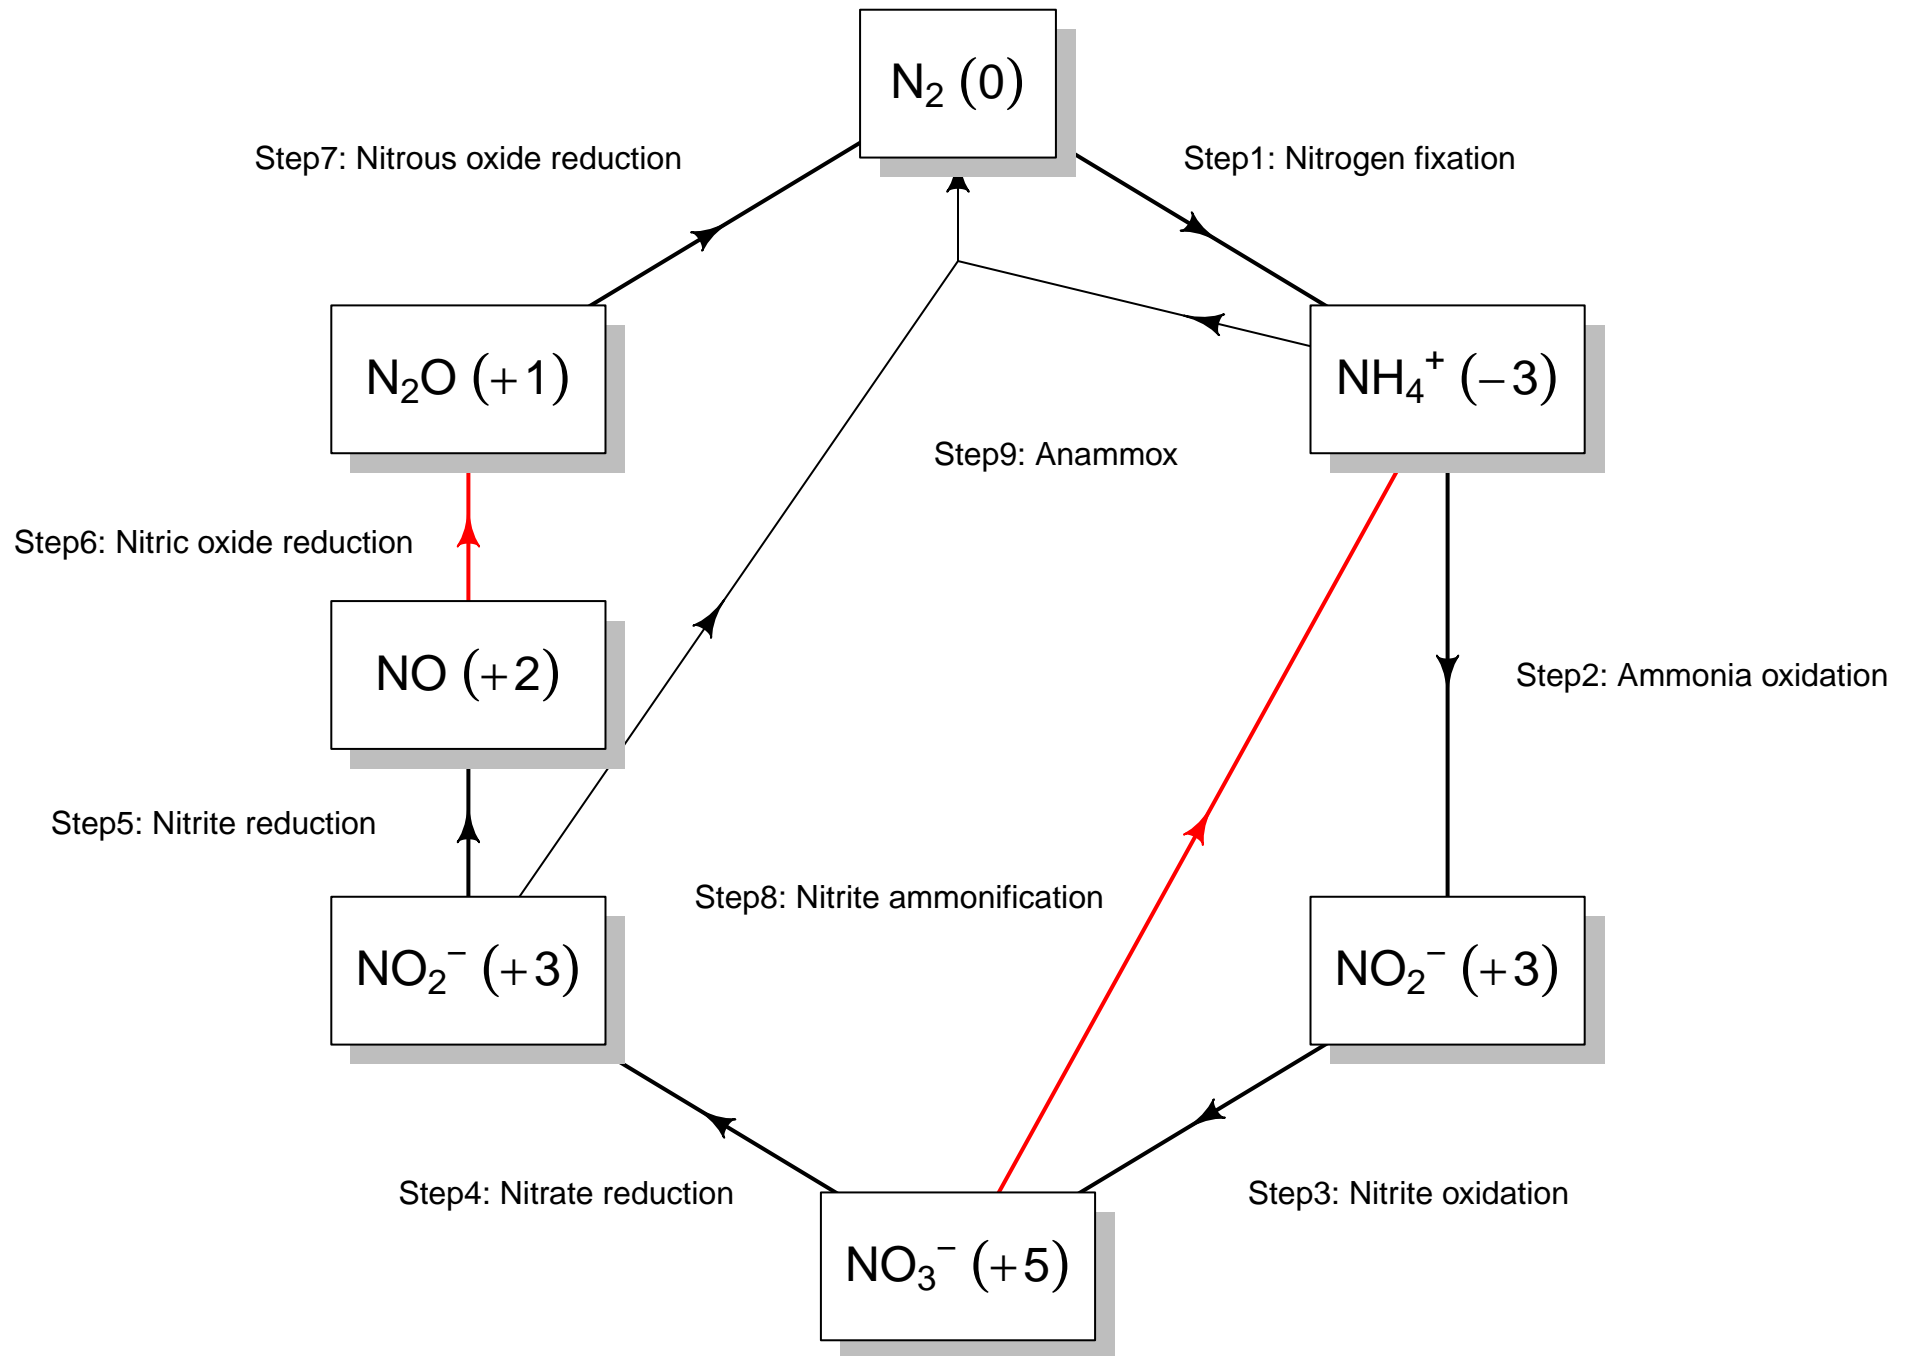 N₂ (0)
Step7: Nitrous oxide reduction
Step1: Nitrogen fixation
N₂O (+1)
NH₄⁺ (−3)
Step9: Anammox
Step6: Nitric oxide reduction
NO (+2)
Step2: Ammonia oxidation
Step5: Nitrite reduction
Step8: Nitrite ammonification
NO₂⁻ (+3)
NO₂⁻ (+3)
Step4: Nitrate reduction
Step3: Nitrite oxidation
NO₃⁻ (+5)